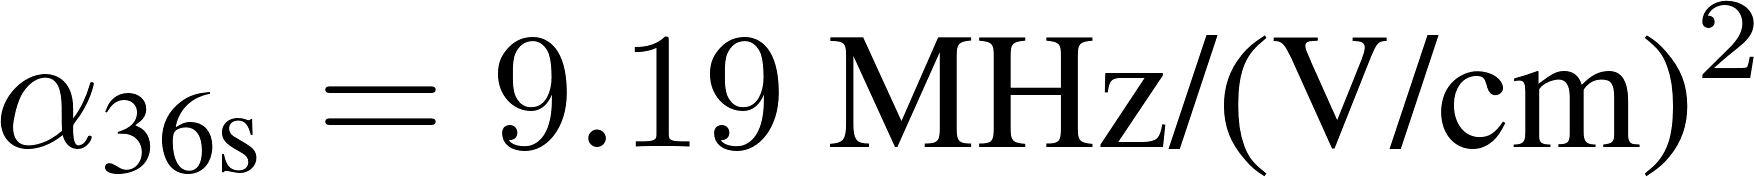 α₃₆ₛ = 9.19 MHz/(V/cm)²